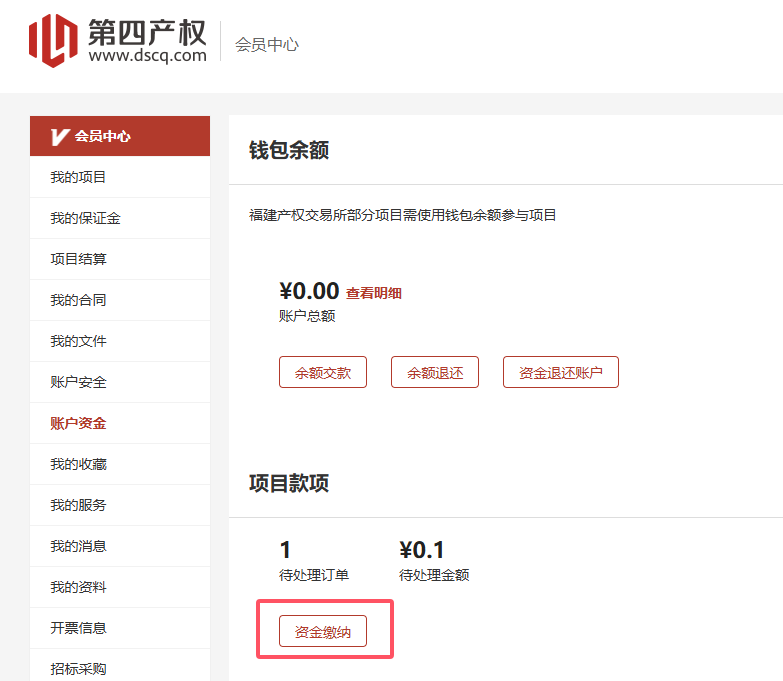 第四产权
www.dscq.com
会员中心
会员中心
我的项目
我的保证金
项目结算
我的合同
我的文件
账户安全
账户资金
我的收藏
我的服务
我的消息
我的资料
开票信息
招标采购
钱包余额
福建产权交易所部分项目需使用钱包余额参与项目
¥0.00 查看明细
账户总额
余额交款 余额退还 资金退还账户
项目款项
1 ¥0.1
待处理订单 待处理金额
资金缴纳